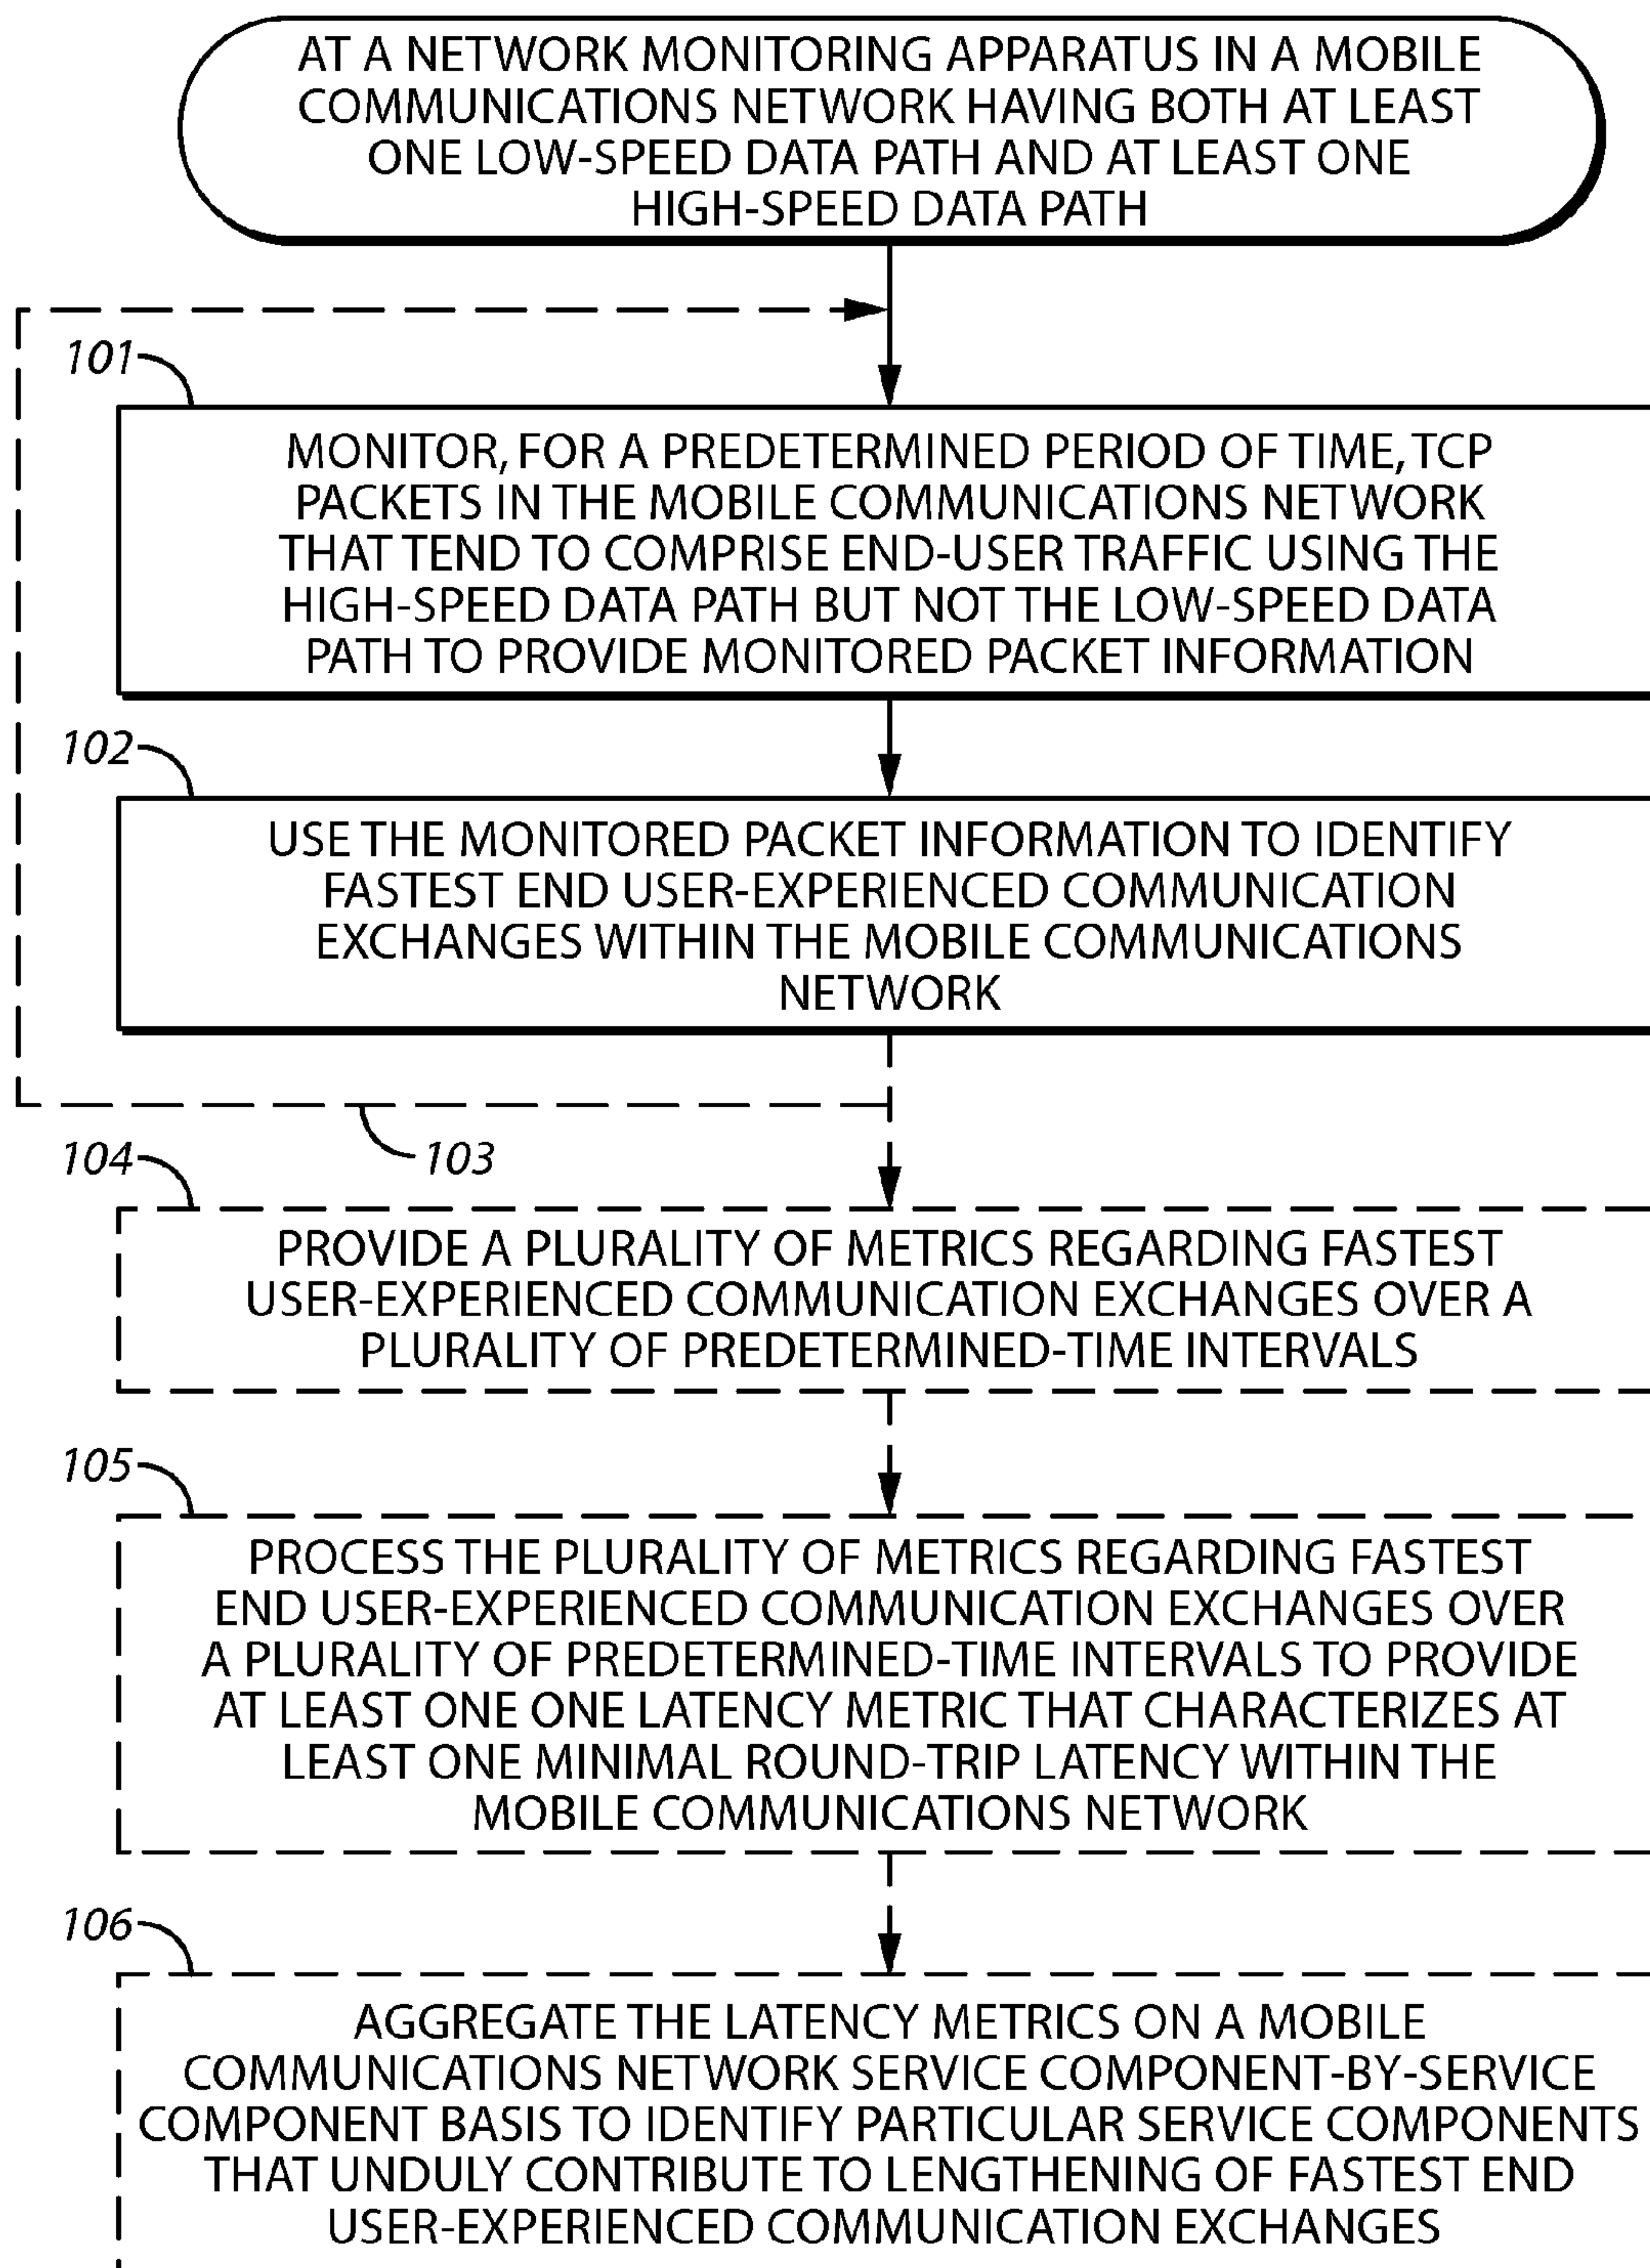 AT A NETWORK MONITORING APPARATUS IN A MOBILE
COMMUNICATIONS NETWORK HAVING BOTH AT LEAST
ONE LOW-SPEED DATA PATH AND AT LEAST ONE
HIGH-SPEED DATA PATH
101
MONITOR, FOR A PREDETERMINED PERIOD OF TIME, TCP
PACKETS IN THE MOBILE COMMUNICATIONS NETWORK
THAT TEND TO COMPRISE END-USER TRAFFIC USING THE
HIGH-SPEED DATA PATH BUT NOT THE LOW-SPEED DATA
PATH TO PROVIDE MONITORED PACKET INFORMATION
102
USE THE MONITORED PACKET INFORMATION TO IDENTIFY
FASTEST END USER-EXPERIENCED COMMUNICATION
EXCHANGES WITHIN THE MOBILE COMMUNICATIONS
NETWORK
103
104
PROVIDE A PLURALITY OF METRICS REGARDING FASTEST
USER-EXPERIENCED COMMUNICATION EXCHANGES OVER A
PLURALITY OF PREDETERMINED-TIME INTERVALS
105
PROCESS THE PLURALITY OF METRICS REGARDING FASTEST
END USER-EXPERIENCED COMMUNICATION EXCHANGES OVER
A PLURALITY OF PREDETERMINED-TIME INTERVALS TO PROVIDE
AT LEAST ONE ONE LATENCY METRIC THAT CHARACTERIZES AT
LEAST ONE MINIMAL ROUND-TRIP LATENCY WITHIN THE
MOBILE COMMUNICATIONS NETWORK
106
AGGREGATE THE LATENCY METRICS ON A MOBILE
COMMUNICATIONS NETWORK SERVICE COMPONENT-BY-SERVICE
COMPONENT BASIS TO IDENTIFY PARTICULAR SERVICE COMPONENTS
THAT UNDULY CONTRIBUTE TO LENGTHENING OF FASTEST END
USER-EXPERIENCED COMMUNICATION EXCHANGES